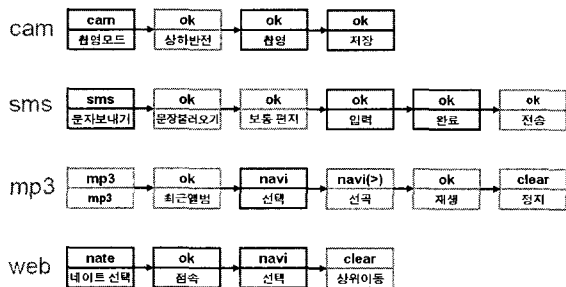 cam
cam ok ok ok
촬영모드 상하반전 촬영 저장
sms
sms ok ok ok ok ok
문자보내기 문장불러오기 보통 편지 입력 완료 전송
mp3
mp3 ok navi navi(>) ok clear
mp3 최근앨범 선택 선곡 재생 정지
web
nate ok navi clear
네이트 선택 접속 선택 상위이동